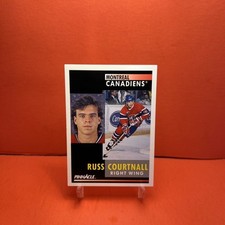 MONTREAL
CANADIENS
RUSS COURTNALL
RIGHT WING
PINNACLE